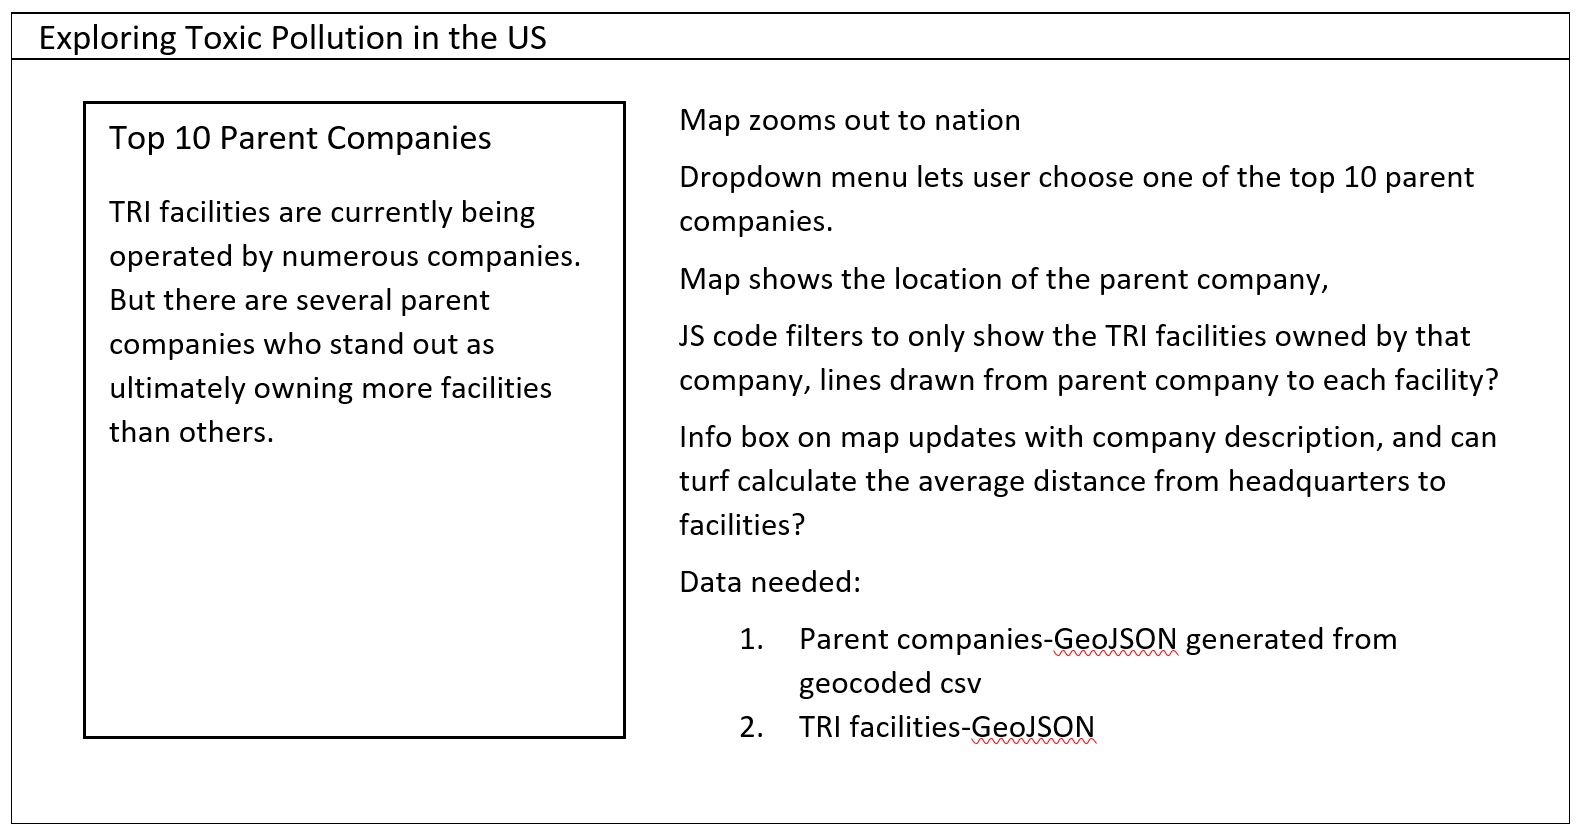 Exploring Toxic Pollution in the US
Top 10 Parent Companies
TRI facilities are currently being
operated by numerous companies.
But there are several parent
companies who stand out as
ultimately owning more facilities
than others.
Map zooms out to nation
Dropdown menu lets user choose one of the top 10 parent
companies.
Map shows the location of the parent company,
JS code filters to only show the TRI facilities owned by that
company, lines drawn from parent company to each facility?
Info box on map updates with company description, and can
turf calculate the average distance from headquarters to
facilities?
Data needed:
1. Parent companies-GeoJSON generated from
geocoded csv
2. TRI facilities-GeoJSON